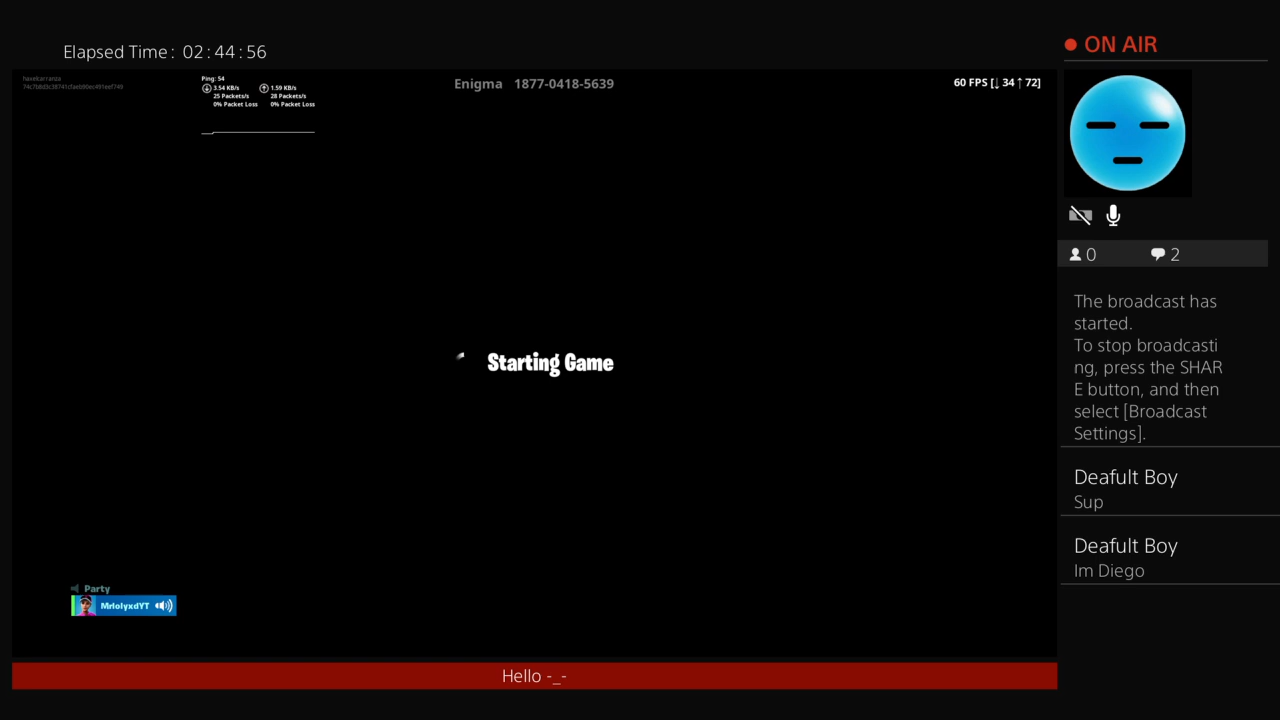 Elapsed Time: 02:44:56
ON AIR
haxelcarranza
Ping: 54
3.54 KB/s 1.59 KB/s
25 Packets/s 28 Packets/s
0% Packet Loss 0% Packet Loss
Enigma 1877-0418-5639
60 FPS [↓ 34 ↑ 72]
0 2
The broadcast has
started.
To stop broadcasti
ng, press the SHAR
E button, and then
select [Broadcast
Settings].
Deafult Boy
Sup
Deafult Boy
Im Diego
Starting Game
Party
MrlolyxdYT
Hello -_-